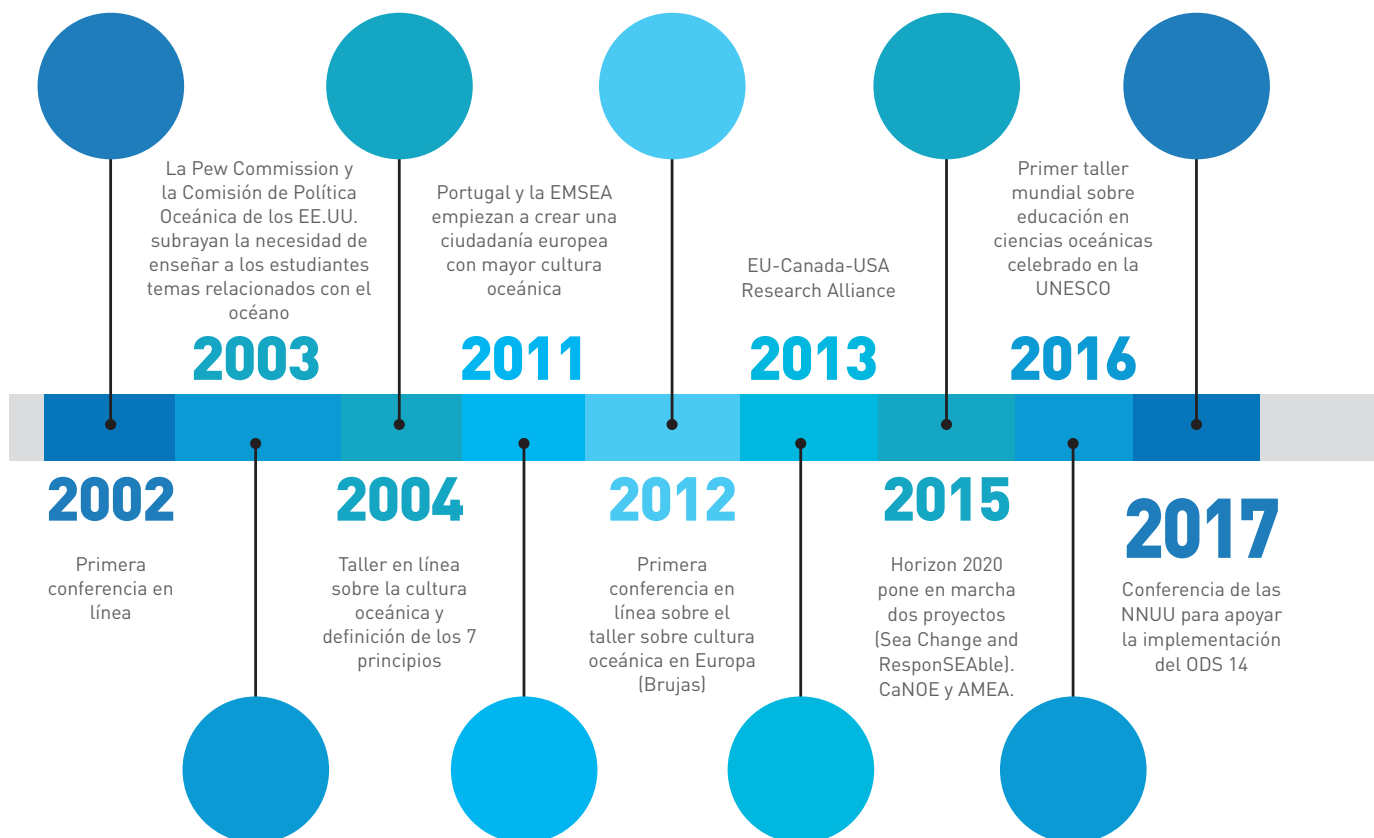 2002
Primera
conferencia en
línea
La Pew Commission y
la Comisión de Política
Oceánica de los EE.UU.
subrayan la necesidad de
enseñar a los estudiantes
temas relacionados con el
océano
2003
2004
Taller en línea
sobre la cultura
oceánica y
definición de los 7
principios
Portugal y la EMSEA
empiezan a crear una
ciudadanía europea
con mayor cultura
oceánica
2011
2012
Primera
conferencia en
línea sobre el
taller sobre cultura
oceánica en Europa
(Brujas)
EU-Canada-USA
Research Alliance
2013
2015
Horizon 2020
pone en marcha
dos proyectos
(Sea Change and
ResponSEAble).
CaNOE y AMEA.
Primer taller
mundial sobre
educación en
ciencias oceánicas
celebrado en la
UNESCO
2016
2017
Conferencia de las
NNUU para apoyar
la implementación
del ODS 14